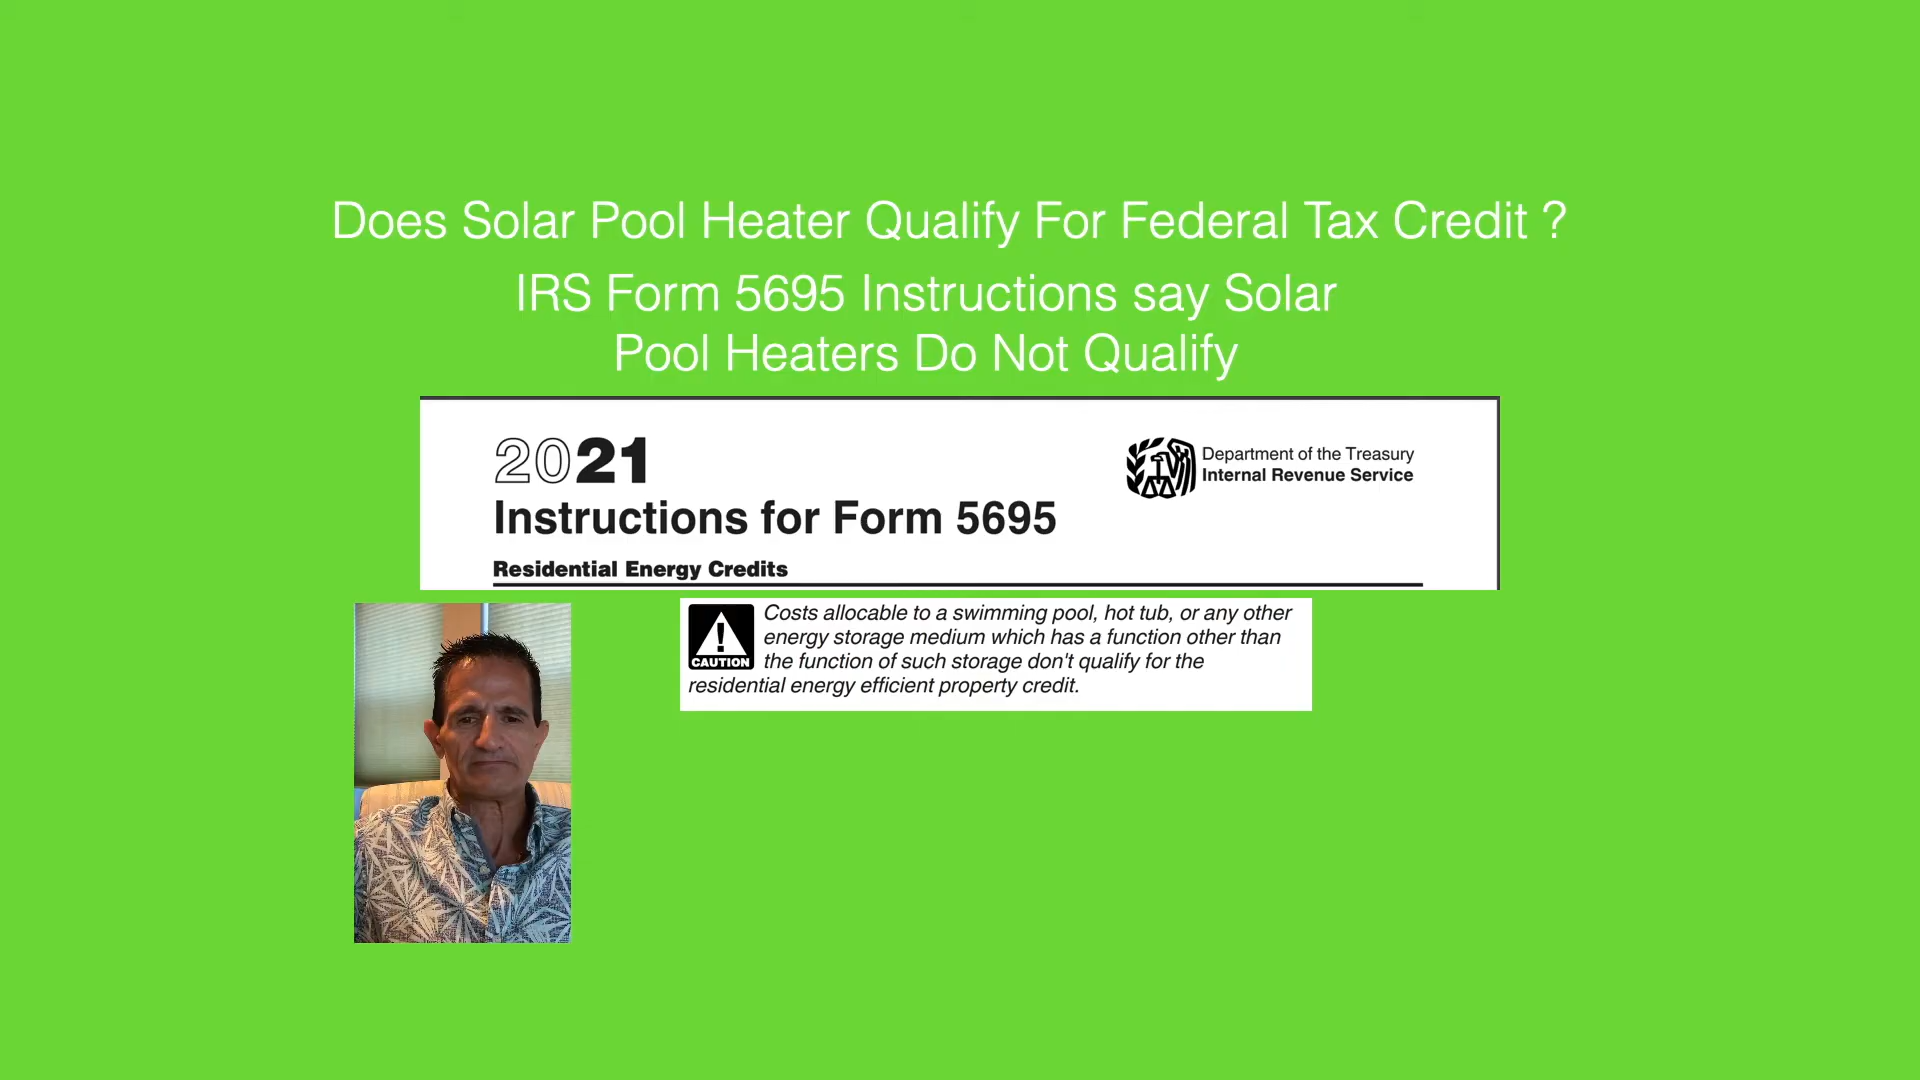 Does Solar Pool Heater Qualify For Federal Tax Credit ?
IRS Form 5695 Instructions say Solar
Pool Heaters Do Not Qualify
2021
Department of the Treasury
Internal Revenue Service
Instructions for Form 5695
Residential Energy Credits
Costs allocable to a swimming pool, hot tub, or any other
energy storage medium which has a function other than
CAUTION the function of such storage don't qualify for the
residential energy efficient property credit.